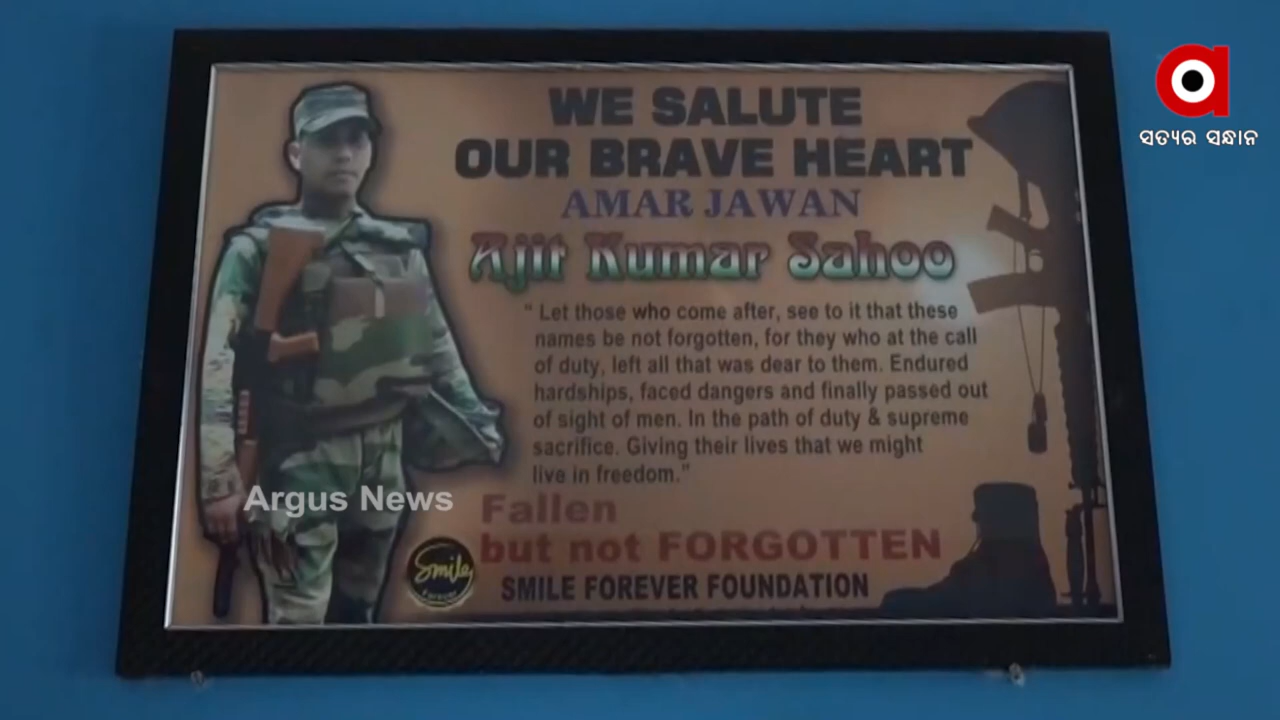 ସତ୍ୟର ସନ୍ଧାନ
WE SALUTE
OUR BRAVE HEART
AMAR JAWAN
Ajit Kumar Sahoo
“ Let those who come after, see to it that these
names be not forgotten, for they who at the call
of duty, left all that was dear to them. Endured
hardships, faced dangers and finally passed out
of sight of men. In the path of duty & supreme
sacrifice. Giving their lives that we might
live in freedom.”
Argus News
Fallen
but not FORGOTTEN
Smile
Forever
SMILE FOREVER FOUNDATION